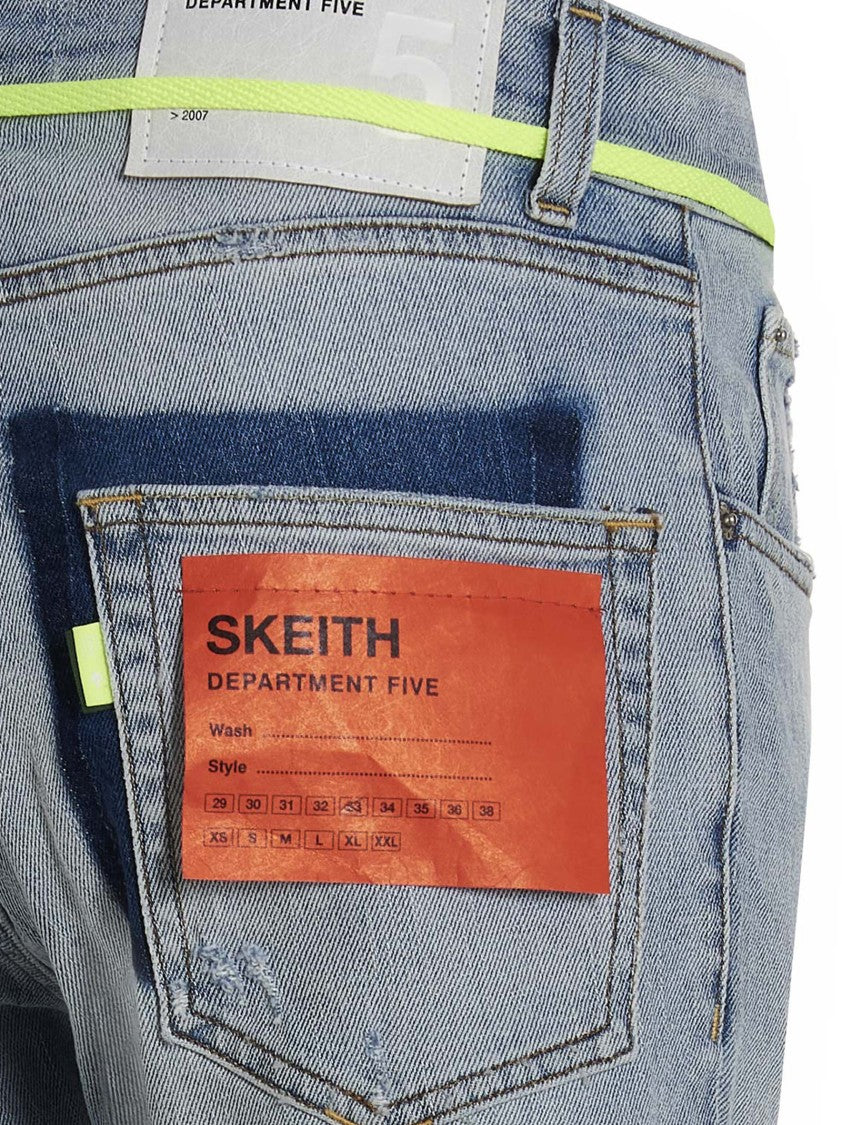 DEPARTMENT FIVE
5
> 2007
SKEITH
DEPARTMENT FIVE
Wash
Style
29 30 31 32 33 34 35 36 38
XS S M L XL XXL